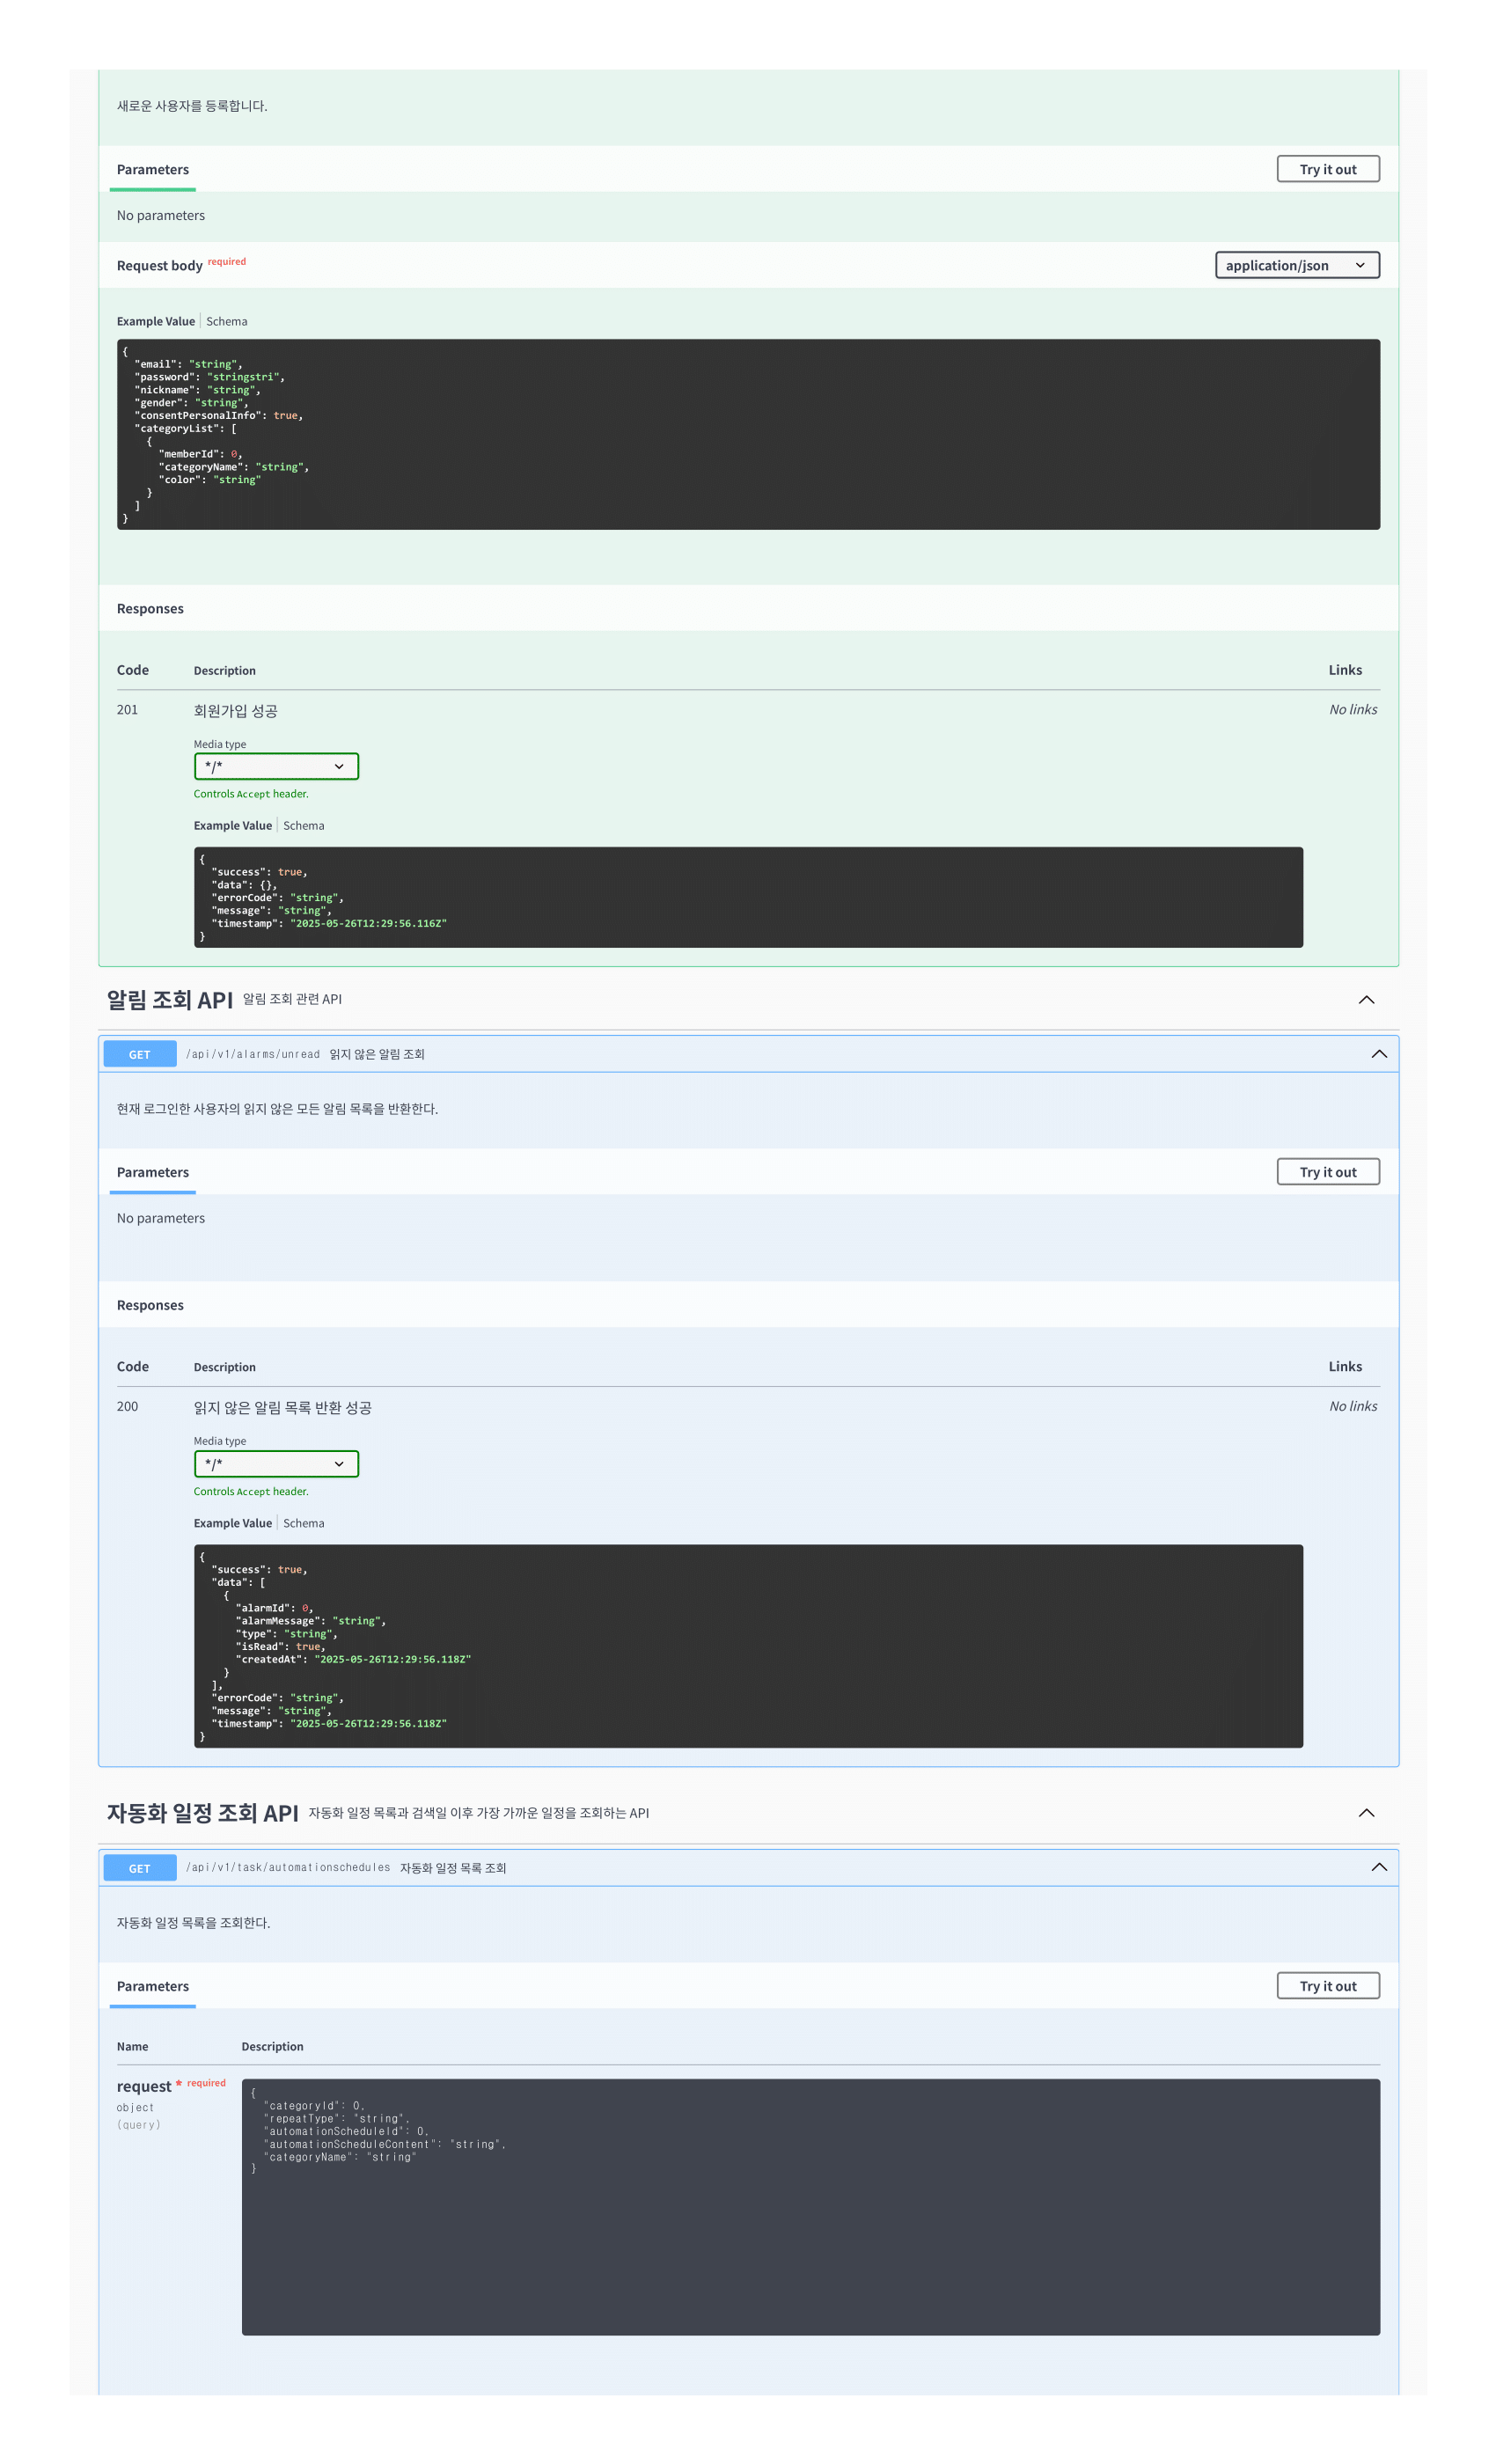 새로운 사용자를 등록합니다.
Parameters
Try it out
No parameters
Request body required
application/json
Example Value | Schema
{
  "email": "string",
  "password": "stringstri",
  "nickname": "string",
  "gender": "string",
  "consentPersonalInfo": true,
  "categoryList": [
    {
      "memberId": 0,
      "categoryName": "string",
      "color": "string"
    }
  ]
}
Responses
Code Description Links
201 회원가입 성공 No links
Media type
*/*
Controls Accept header.
Example Value | Schema
{
  "success": true,
  "data": {},
  "errorCode": "string",
  "message": "string",
  "timestamp": "2025-05-26T12:29:56.116Z"
}
알림 조회 API 알림 조회 관련 API
GET /api/v1/alarms/unread 읽지 않은 알림 조회
현재 로그인한 사용자의 읽지 않은 모든 알림 목록을 반환한다.
Parameters
Try it out
No parameters
Responses
Code Description Links
200 읽지 않은 알림 목록 반환 성공 No links
Media type
*/*
Controls Accept header.
Example Value | Schema
{
  "success": true,
  "data": [
    {
      "alarmId": 0,
      "alarmMessage": "string",
      "type": "string",
      "isRead": true,
      "createdAt": "2025-05-26T12:29:56.118Z"
    }
  ],
  "errorCode": "string",
  "message": "string",
  "timestamp": "2025-05-26T12:29:56.118Z"
}
자동화 일정 조회 API 자동화 일정 목록과 검색일 이후 가장 가까운 일정을 조회하는 API
GET /api/v1/task/automationschedules 자동화 일정 목록 조회
자동화 일정 목록을 조회한다.
Parameters
Try it out
Name Description
request * required
object
(query)
{
  "categoryId": 0,
  "repeatType": "string",
  "automationScheduleId": 0,
  "automationScheduleContent": "string",
  "categoryName": "string"
}